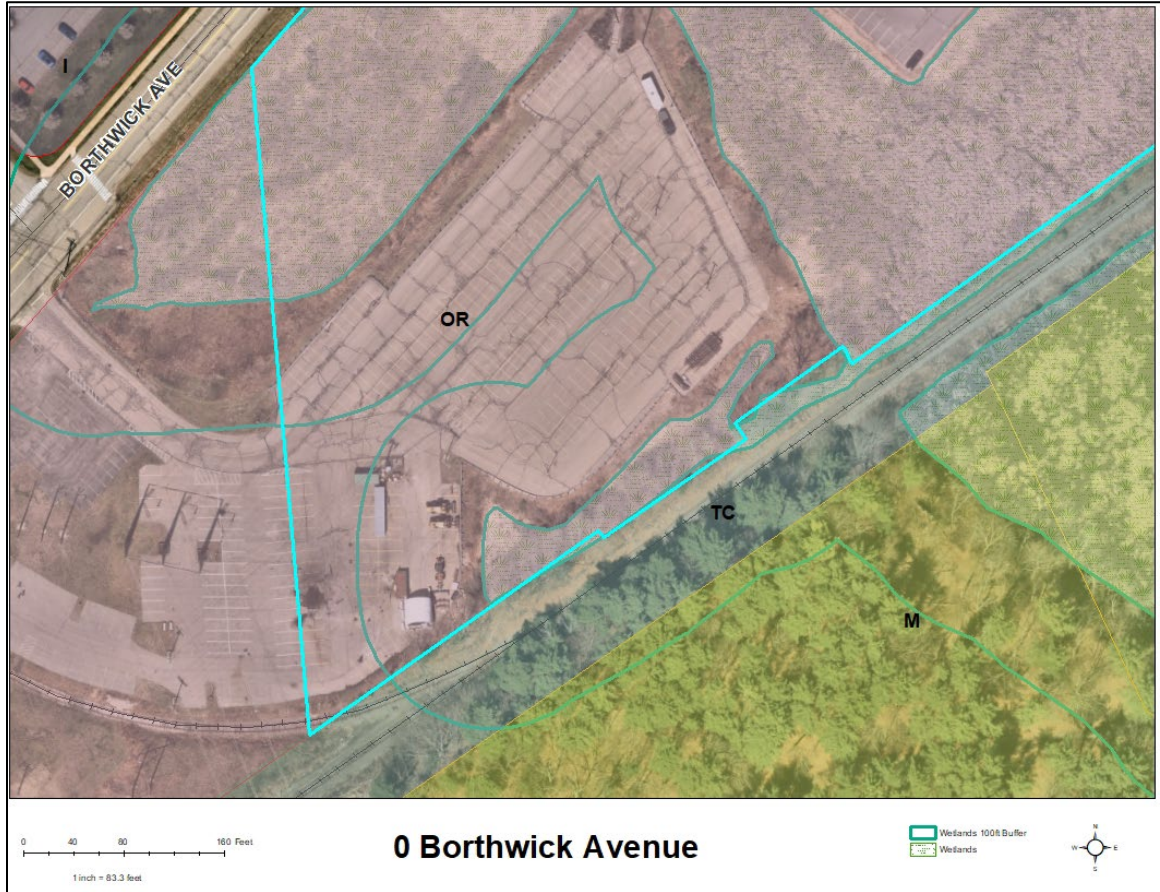 I
BORTHWICK AVE
OR
TC
M
0 40 80 160 Feet
1 inch = 83.3 feet
0 Borthwick Avenue
Wetlands 100ft Buffer
Wetlands
N
W E
S